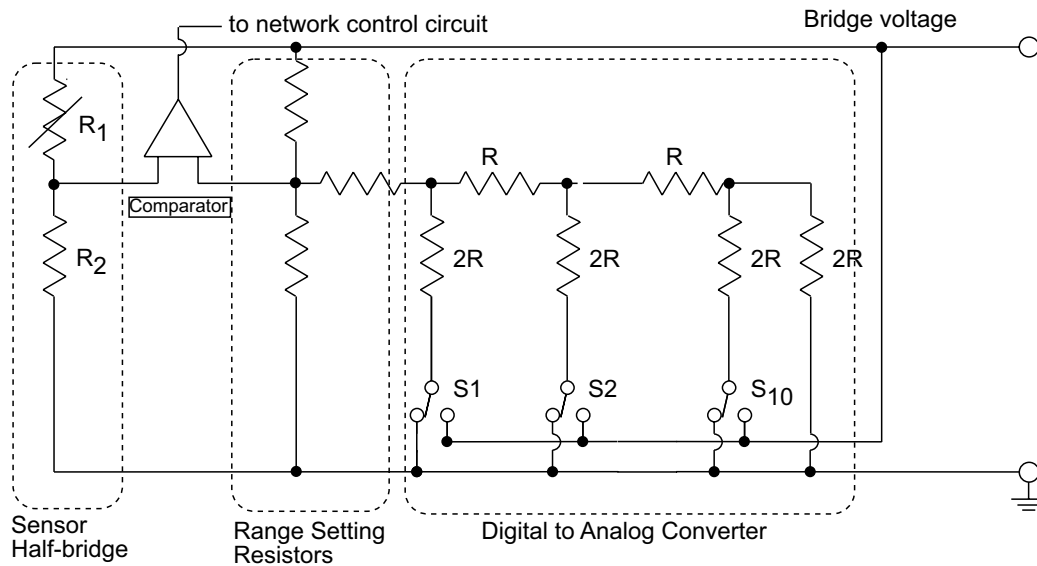 to network control circuit
Bridge voltage
R1
R
R
Comparator
R2
2R
2R
2R
2R
S1
S2
S10
Sensor
Half-bridge
Range Setting
Resistors
Digital to Analog Converter